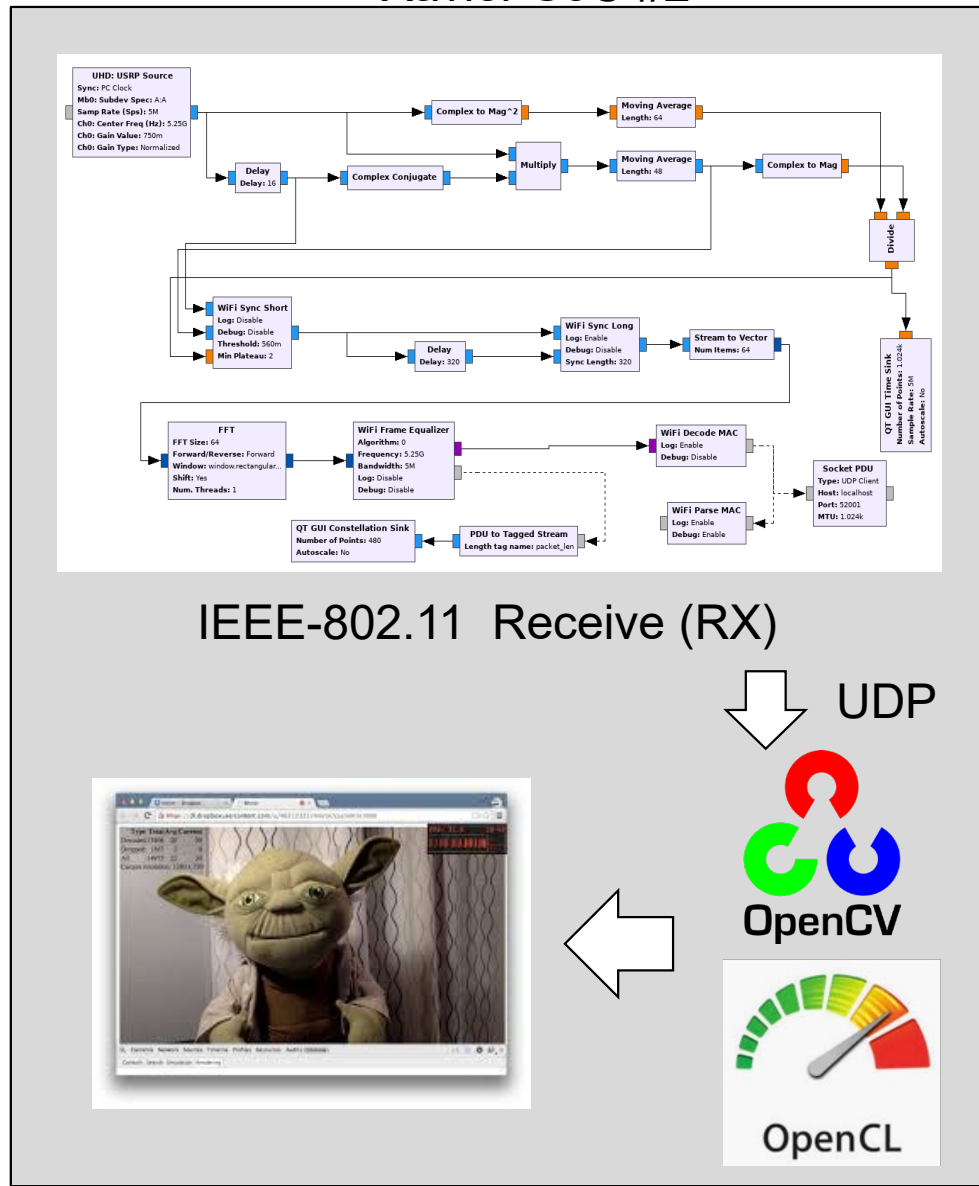 UHD: USRP Source
Sync: PC Clock
Mb0: Subdev Spec: A:A
Samp Rate (Sps): 5M
Ch0: Center Freq (Hz): 5.25G
Ch0: Gain Value: 750m
Ch0: Gain Type: Normalized
Complex to Mag^2
Moving Average
Length: 64
Delay
Delay: 16
Complex Conjugate
Multiply
Moving Average
Length: 48
Complex to Mag
Divide
WiFi Sync Short
Log: Disable
Debug: Disable
Threshold: 560m
Min Plateau: 2
Delay
Delay: 320
WiFi Sync Long
Log: Enable
Debug: Disable
Sync Length: 320
Stream to Vector
Num Items: 64
QT GUI Time Sink
Number of Points: 1.024k
Sample Rate: 5M
Autoscale: No
FFT
FFT Size: 64
Forward/Reverse: Forward
Window: window.rectangular...
Shift: Yes
Num. Threads: 1
WiFi Frame Equalizer
Algorithm: 0
Frequency: 5.25G
Bandwidth: 5M
Log: Disable
Debug: Disable
WiFi Decode MAC
Log: Enable
Debug: Disable
Socket PDU
Type: UDP Client
Host: localhost
Port: 52001
MTU: 1.024k
WiFi Parse MAC
Log: Enable
Debug: Enable
QT GUI Constellation Sink
Number of Points: 480
Autoscale: No
PDU to Tagged Stream
Length tag name: packet_len
IEEE-802.11 Receive (RX)
UDP
OpenCV
Type Total Avg Current
OpenCL